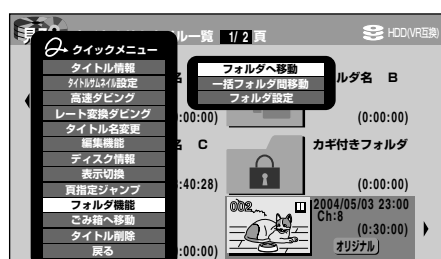 見る
ル一覧 1/2 頁
HDD(VR互換)
クイックメニュー
タイトル情報
タイトルサムネイル設定
高速ダビング
レート変換ダビング
タイトル名変更
編集機能
ディスク情報
表示切換
頁指定ジャンプ
フォルダ機能
ごみ箱へ移動
タイトル削除
戻る
フォルダへ移動
一括フォルダ間移動
フォルダ設定
名
ルダ名 B
:00:00)
(0:00:00)
名 C
カギ付きフォルダ
:40:28)
(0:00:00)
002
2004/05/03 23:00
Ch:8
(0:30:00)
オリジナル
:00:00)